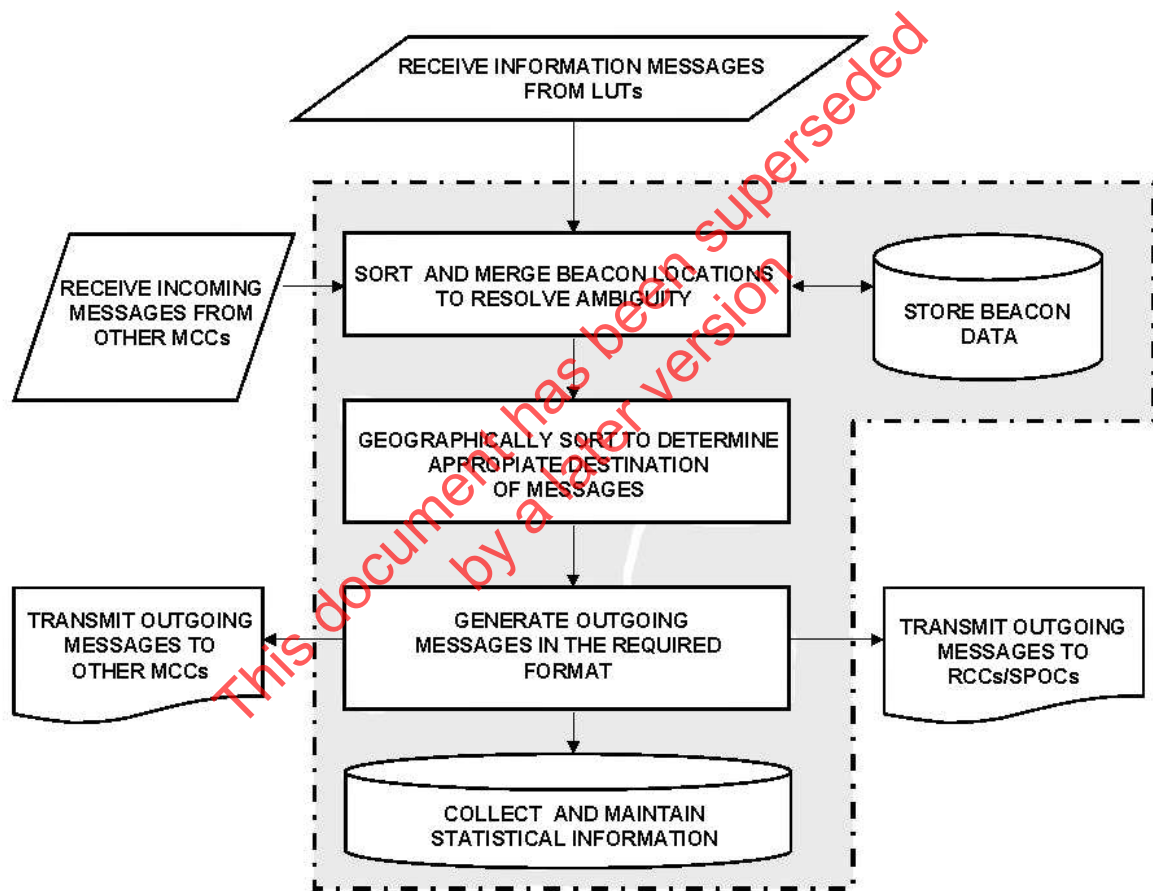 RECEIVE INFORMATION MESSAGES
FROM LUTs
RECEIVE INCOMING
MESSAGES FROM
OTHER MCCs
SORT AND MERGE BEACON LOCATIONS
TO RESOLVE AMBIGUITY
STORE BEACON
DATA
GEOGRAPHICALLY SORT TO DETERMINE
APPROPIATE DESTINATION
OF MESSAGES
TRANSMIT OUTGOING
MESSAGES TO
OTHER MCCs
GENERATE OUTGOING
MESSAGES IN THE REQUIRED
FORMAT
TRANSMIT OUTGOING
MESSAGES TO
RCCs/SPOCs
COLLECT AND MAINTAIN
STATISTICAL INFORMATION
This document has been superseded
by a later version